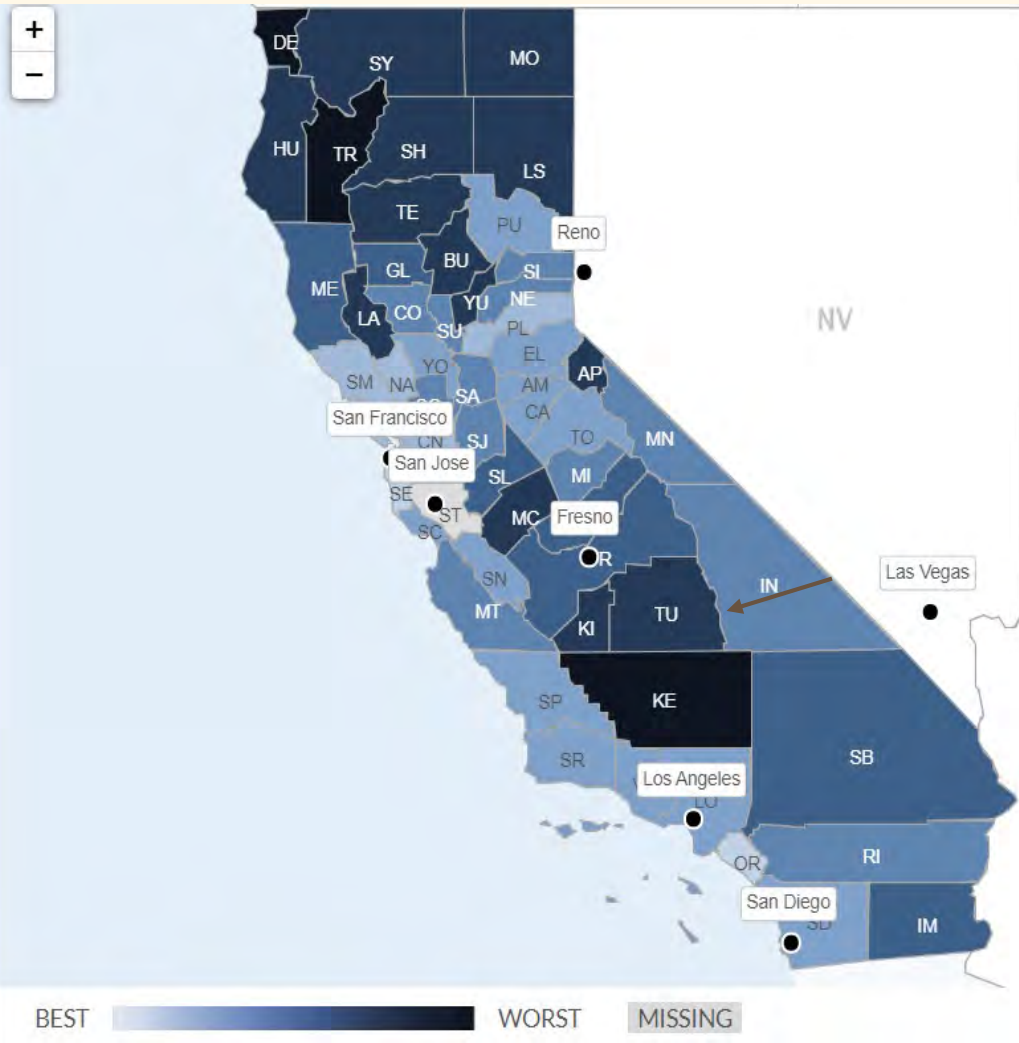 +
−
DE
SY
MO
HU
TR
SH
LS
TE
PU
Reno
BU
GL
SI
ME
YU
NE
LA
CO
SU
PL
NV
YO
EL
SM
NA
AM
AP
SA
CA
San Francisco
CN
SJ
TO
MN
San Jose
SL
MI
SE
ST
MC
Fresno
SC
R
SN
IN
Las Vegas
MT
KI
TU
SP
KE
SR
SB
Los Angeles
LO
OR
RI
San Diego
SD
IM
BEST
WORST
MISSING